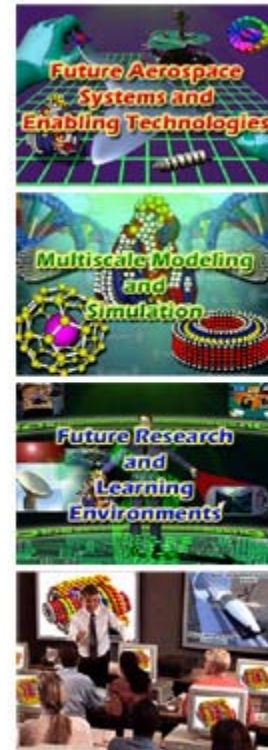 Future Aerospace
Systems and
Enabling Technologies
Multiscale Modeling
and
Simulation
Future Research
and
Learning
Environments